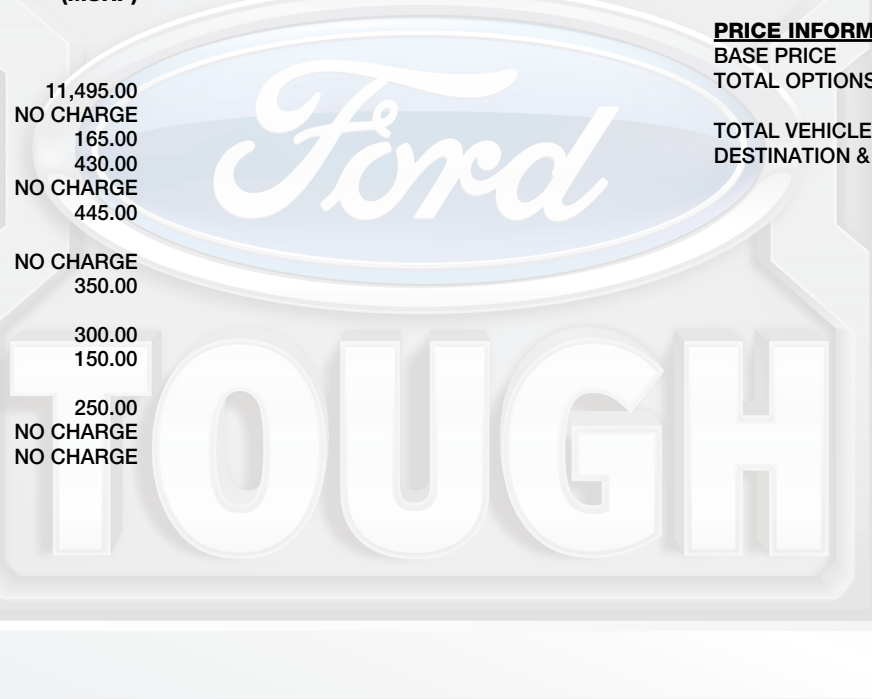 11,495.00
NO CHARGE
165.00
430.00
NO CHARGE
445.00
NO CHARGE
350.00
300.00
150.00
250.00
NO CHARGE
NO CHARGE
PRICE INFORM
BASE PRICE
TOTAL OPTIONS
TOTAL VEHICLE
DESTINATION &
Ford
TOUGH